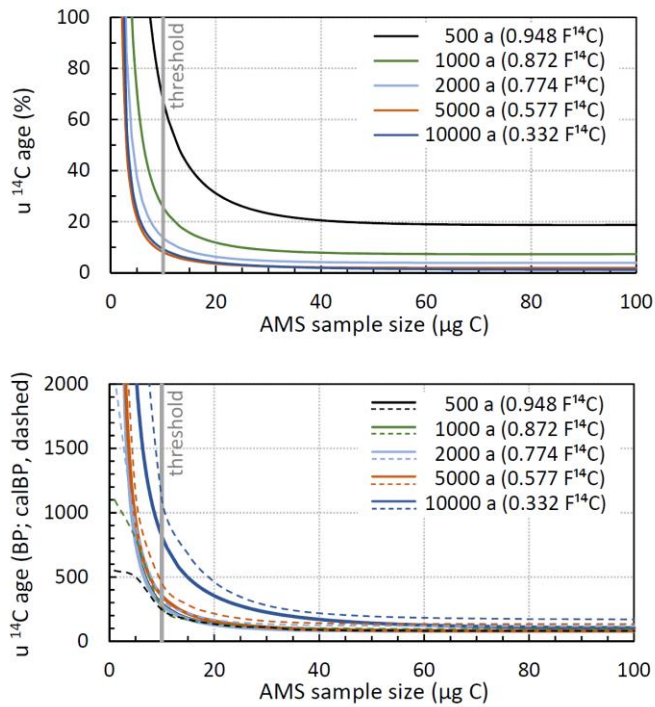 100
80
60
40
20
0
u ¹⁴C age (%)
threshold
500 a (0.948 F¹⁴C)
1000 a (0.872 F¹⁴C)
2000 a (0.774 F¹⁴C)
5000 a (0.577 F¹⁴C)
10000 a (0.332 F¹⁴C)
0 20 40 60 80 100
AMS sample size (µg C)
2000
1500
1000
500
0
u ¹⁴C age (BP; calBP, dashed)
threshold
500 a (0.948 F¹⁴C)
1000 a (0.872 F¹⁴C)
2000 a (0.774 F¹⁴C)
5000 a (0.577 F¹⁴C)
10000 a (0.332 F¹⁴C)
0 20 40 60 80 100
AMS sample size (µg C)